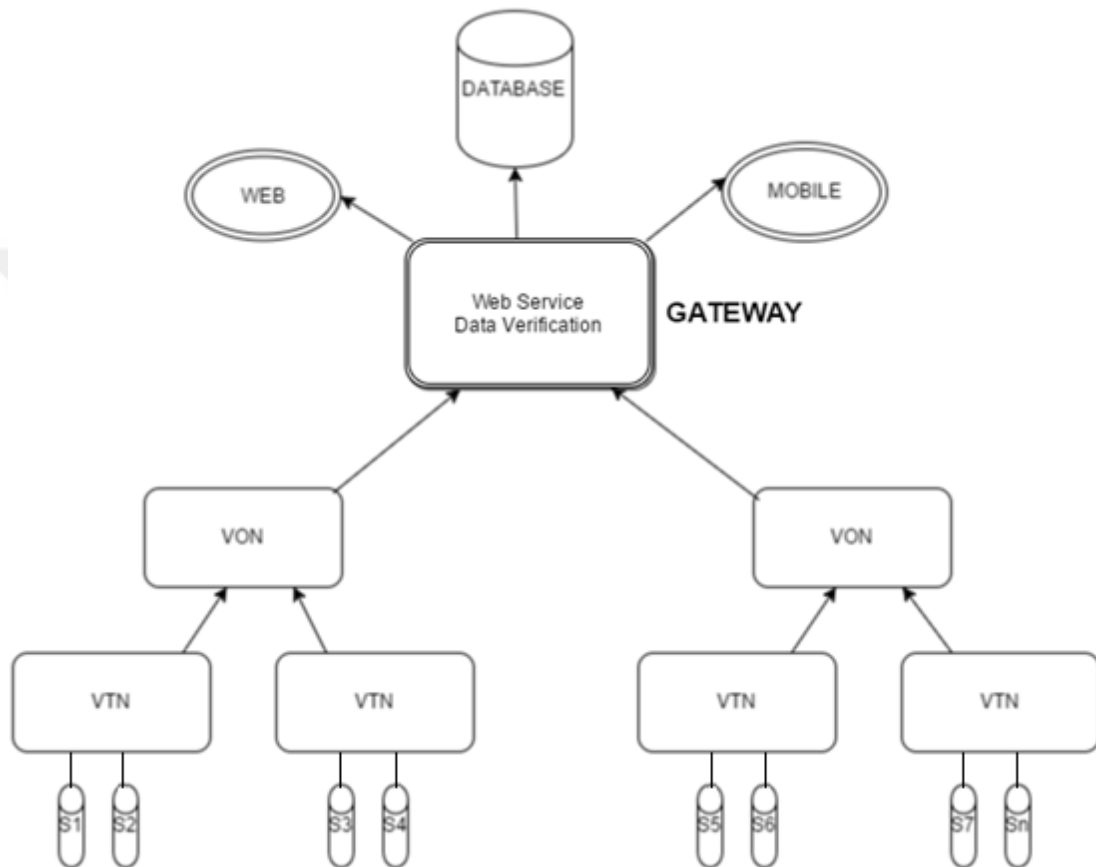 DATABASE
WEB
MOBILE
Web Service
Data Verification
GATEWAY
VON
VON
VTN
VTN
VTN
VTN
S1
S2
S3
S4
S5
S6
S7
Sn